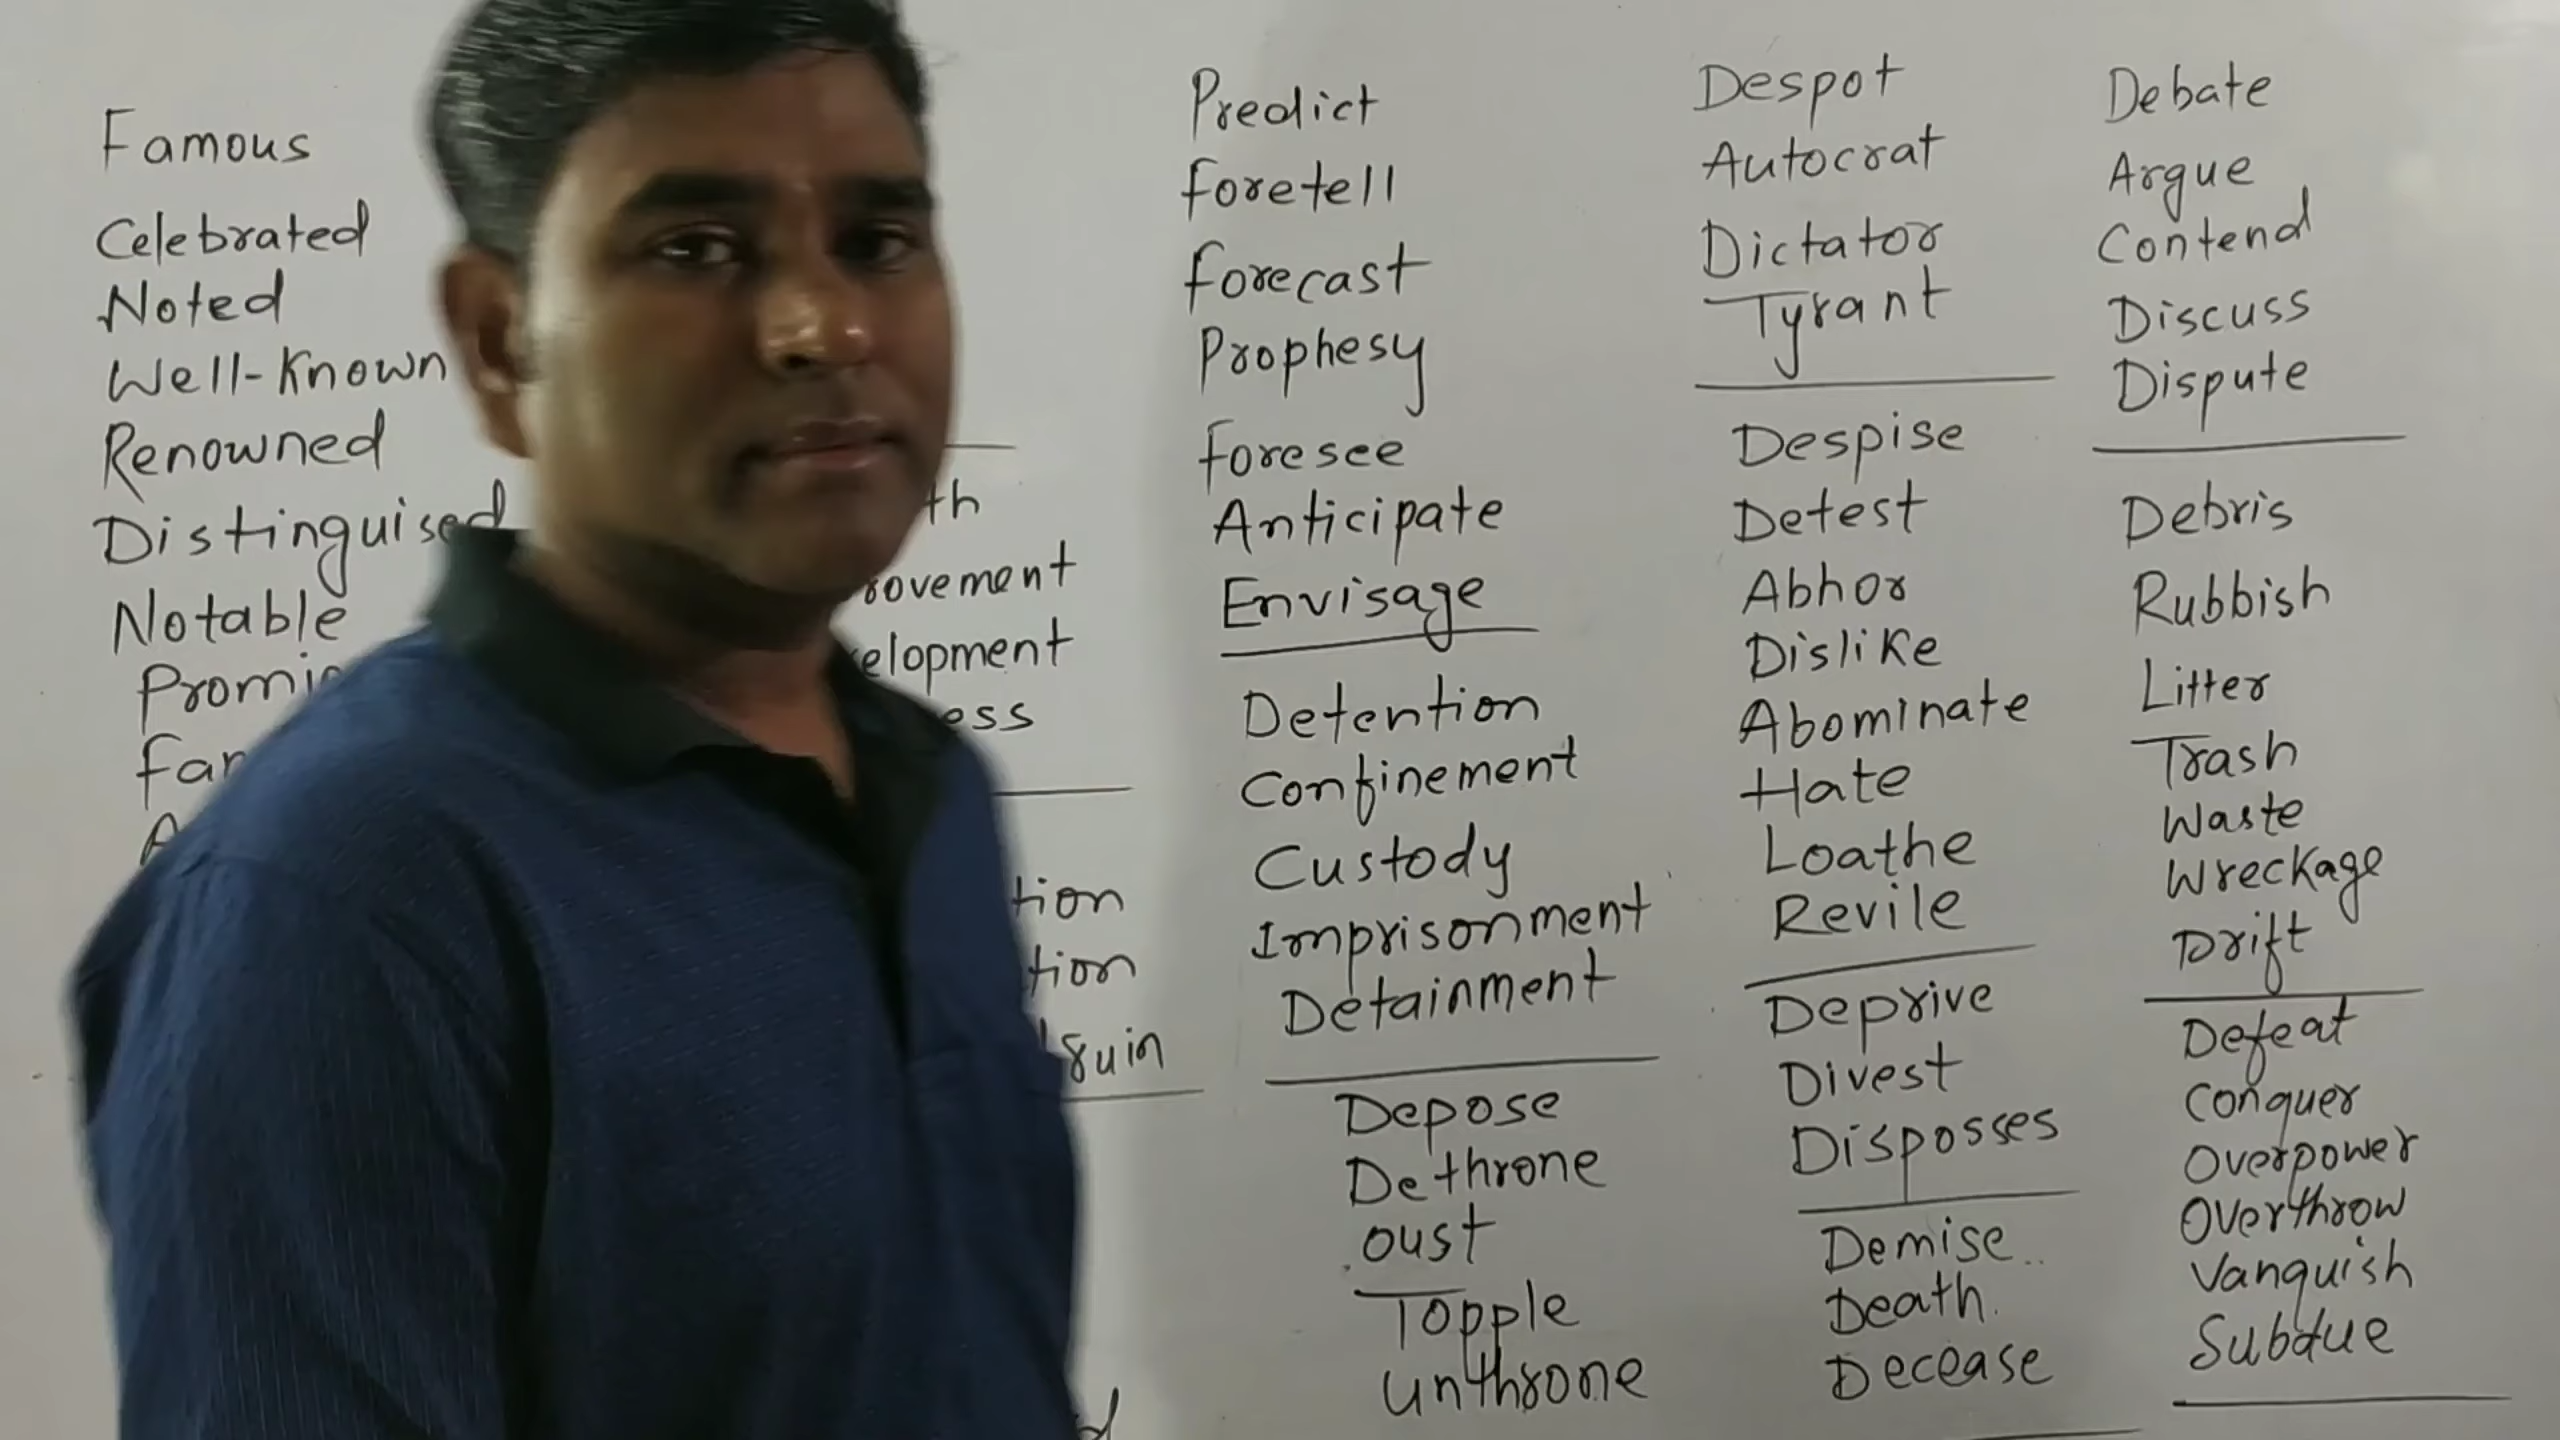 Famous
Celebrated
Noted
Well-Known
Renowned
Distinguised
Notable
ruin
Predict
Foretell
Forecast
Prophesy
Foresee
Anticipate
Envisage
Detention
Confinement
Custody
Imprisonment
Detainment
Depose
Dethrone
oust
Topple
unthrone
Despot
Autocrat
Dictator
Tyrant
Despise
Detest
Abhor
Dislike
Abominate
Hate
Loathe
Revile
Deprive
Divest
Disposses
Demise
Death.
Decease
Debate
Argue
Contend
Discuss
Dispute
Debris
Rubbish
Litter
Trash
Waste
Wreckage
Drift
Defeat
Conquer
Overpower
Overthrow
Vanquish
Subdue